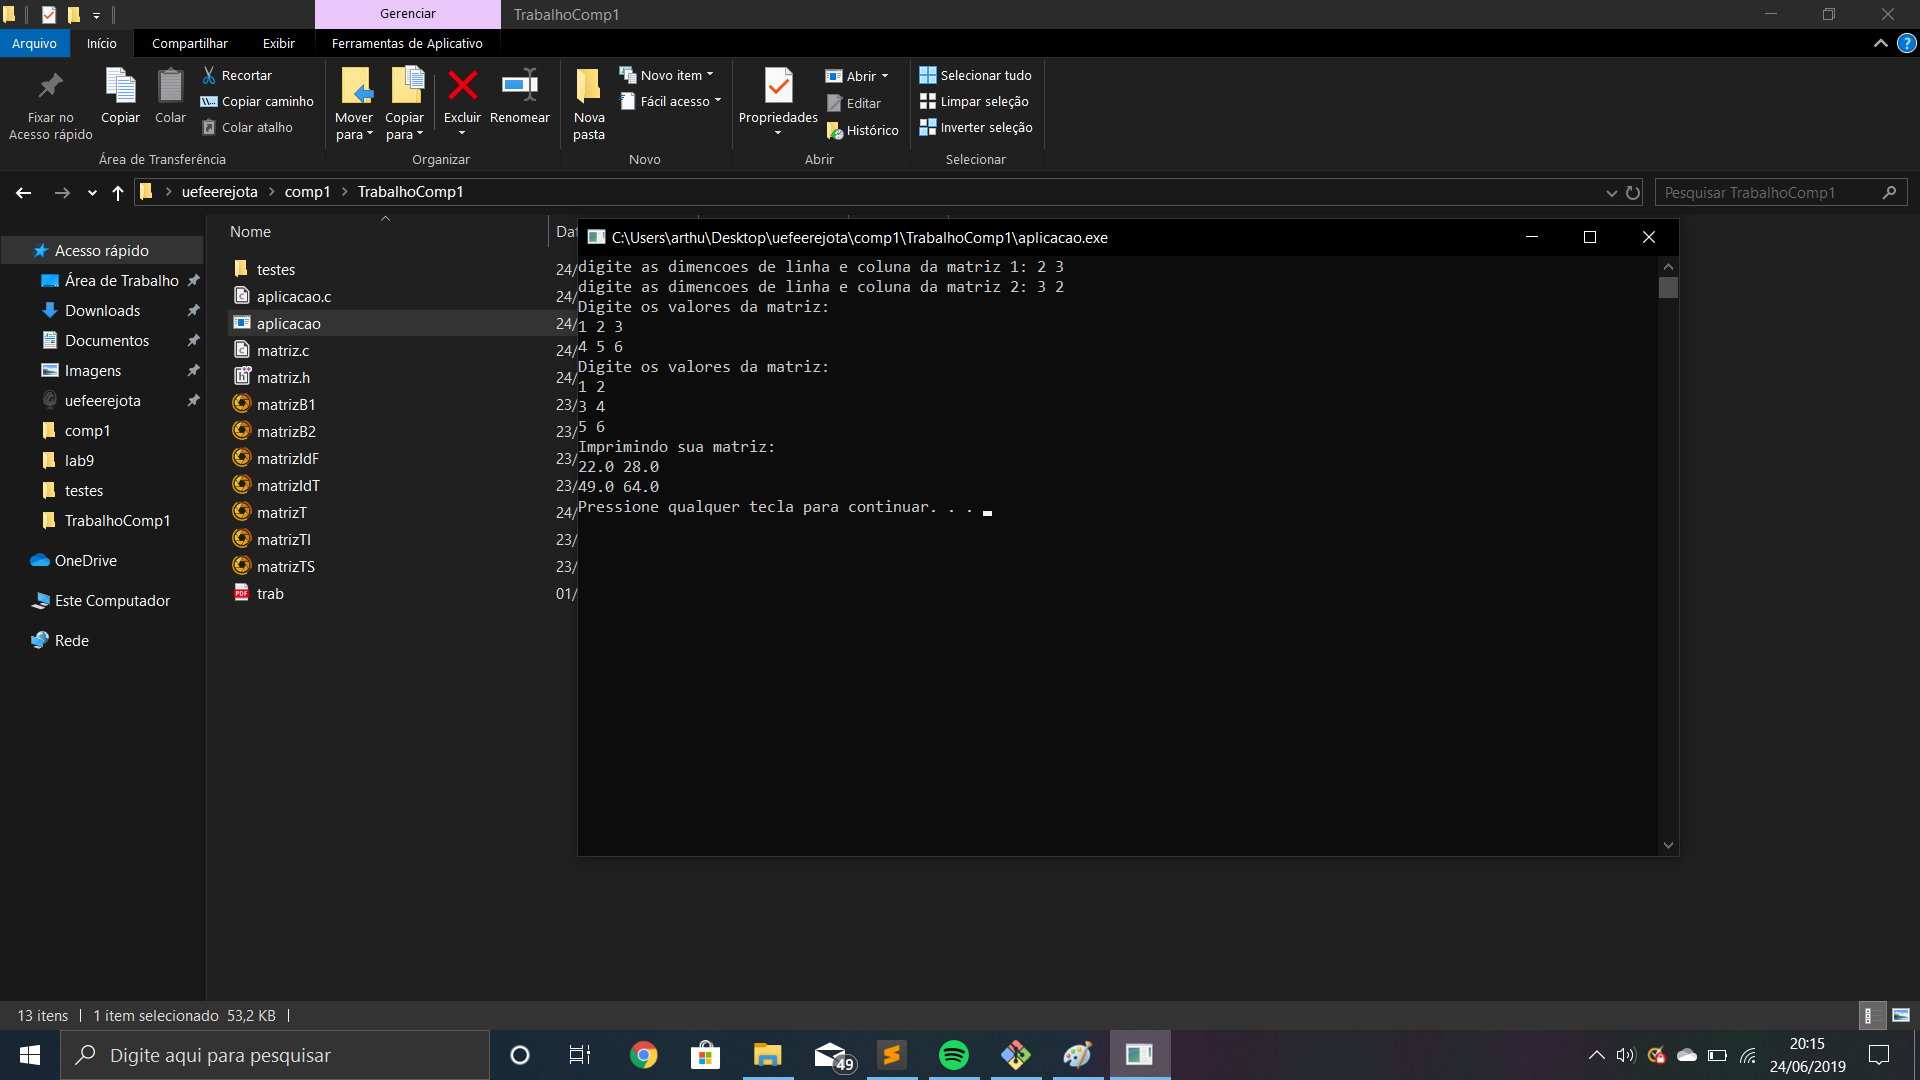 Gerenciar
TrabalhoComp1
Arquivo
Início
Compartilhar
Exibir
Ferramentas de Aplicativo
Fixar no
Acesso rápido
Copiar
Colar
Recortar
Copiar caminho
Colar atalho
Área de Transferência
Mover
para
Copiar
para
Excluir
Renomear
Organizar
Nova
pasta
Novo item
Fácil acesso
Novo
Propriedades
Abrir
Editar
Histórico
Abrir
Selecionar tudo
Limpar seleção
Inverter seleção
Selecionar
uefeerejota > comp1 > TrabalhoComp1
Pesquisar TrabalhoComp1
Acesso rápido
Área de Trabalho
Downloads
Documentos
Imagens
uefeerejota
comp1
lab9
testes
TrabalhoComp1
OneDrive
Este Computador
Rede
Nome
Dat
testes 24/
aplicacao.c 24/
aplicacao 24/
matriz.c 24/
matriz.h 24/
matrizB1 23/
matrizB2 23/
matrizIdF 23/
matrizIdT 23/
matrizT 24/
matrizTI 23/
matrizTS 23/
trab 01/
C:\Users\arthu\Desktop\uefeerejota\comp1\TrabalhoComp1\aplicacao.exe
digite as dimencoes de linha e coluna da matriz 1: 2 3
digite as dimencoes de linha e coluna da matriz 2: 3 2
Digite os valores da matriz:
1 2 3
4 5 6
Digite os valores da matriz:
1 2
3 4
5 6
Imprimindo sua matriz:
22.0 28.0
49.0 64.0
Pressione qualquer tecla para continuar. . .
13 itens
1 item selecionado 53,2 KB
Digite aqui para pesquisar
49
20:15
24/06/2019